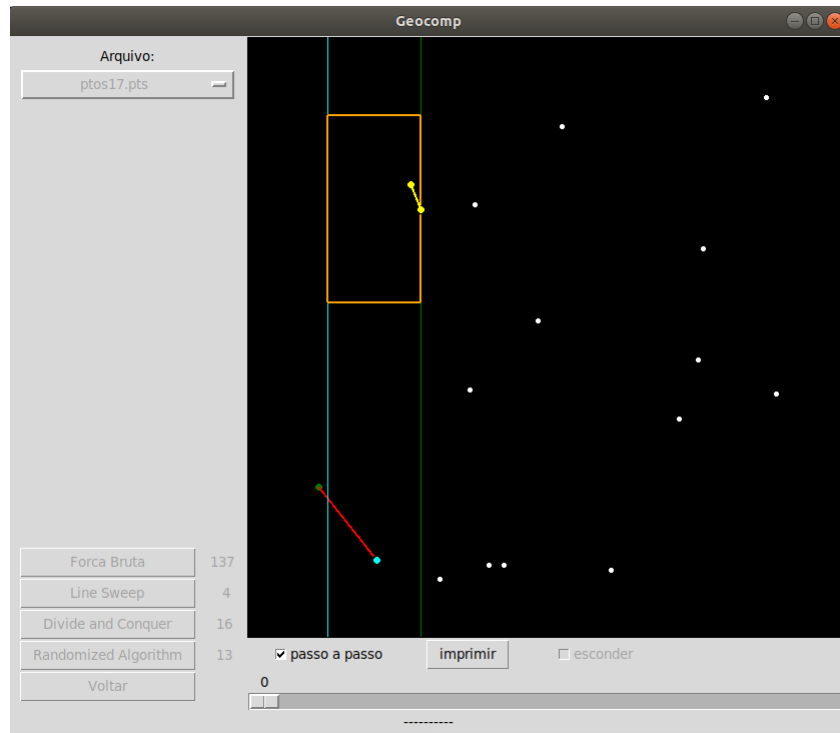 Geocomp
Arquivo:
ptos17.pts
Forca Bruta 137
Line Sweep 4
Divide and Conquer 16
Randomized Algorithm 13
Voltar
passo a passo imprimir esconder
0
----------